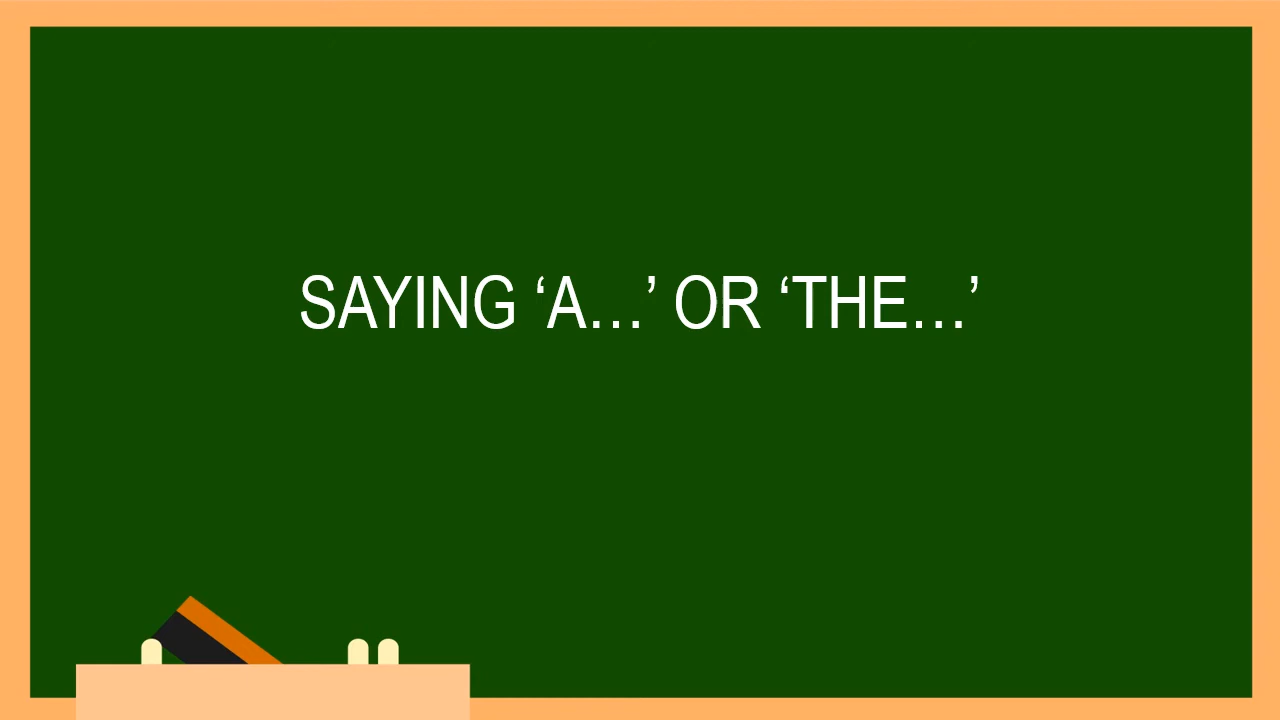 SAYING ‘A…’ OR ‘THE…’